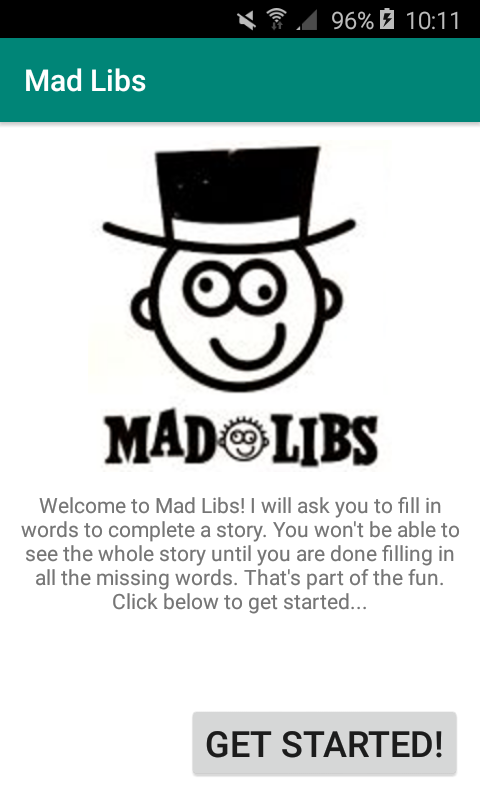 96% 10:11
Mad Libs
MAD LIBS
Welcome to Mad Libs! I will ask you to fill in
words to complete a story. You won't be able to
see the whole story until you are done filling in
all the missing words. That's part of the fun.
Click below to get started...
GET STARTED!